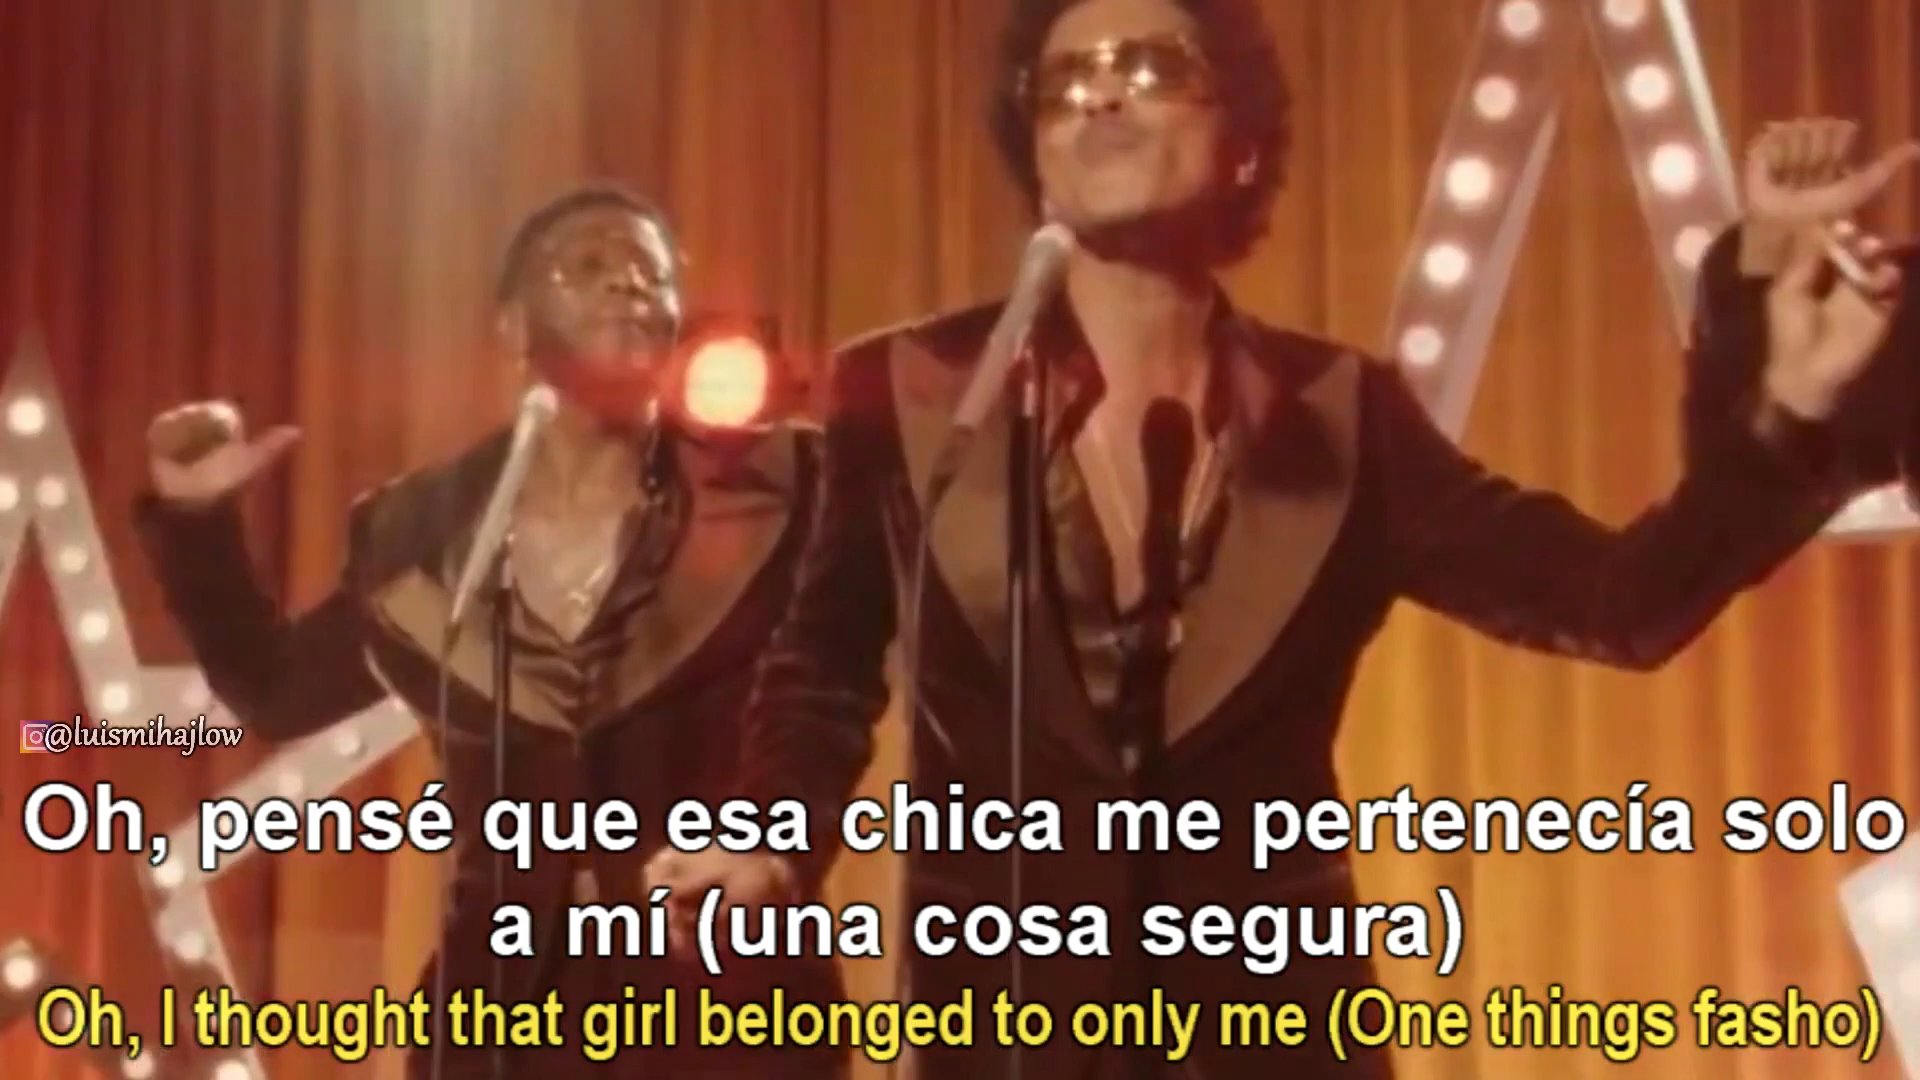 @luismihajlow
Oh, pensé que esa chica me pertenecía solo
a mí (una cosa segura)
Oh, I thought that girl belonged to only me (One things fasho)